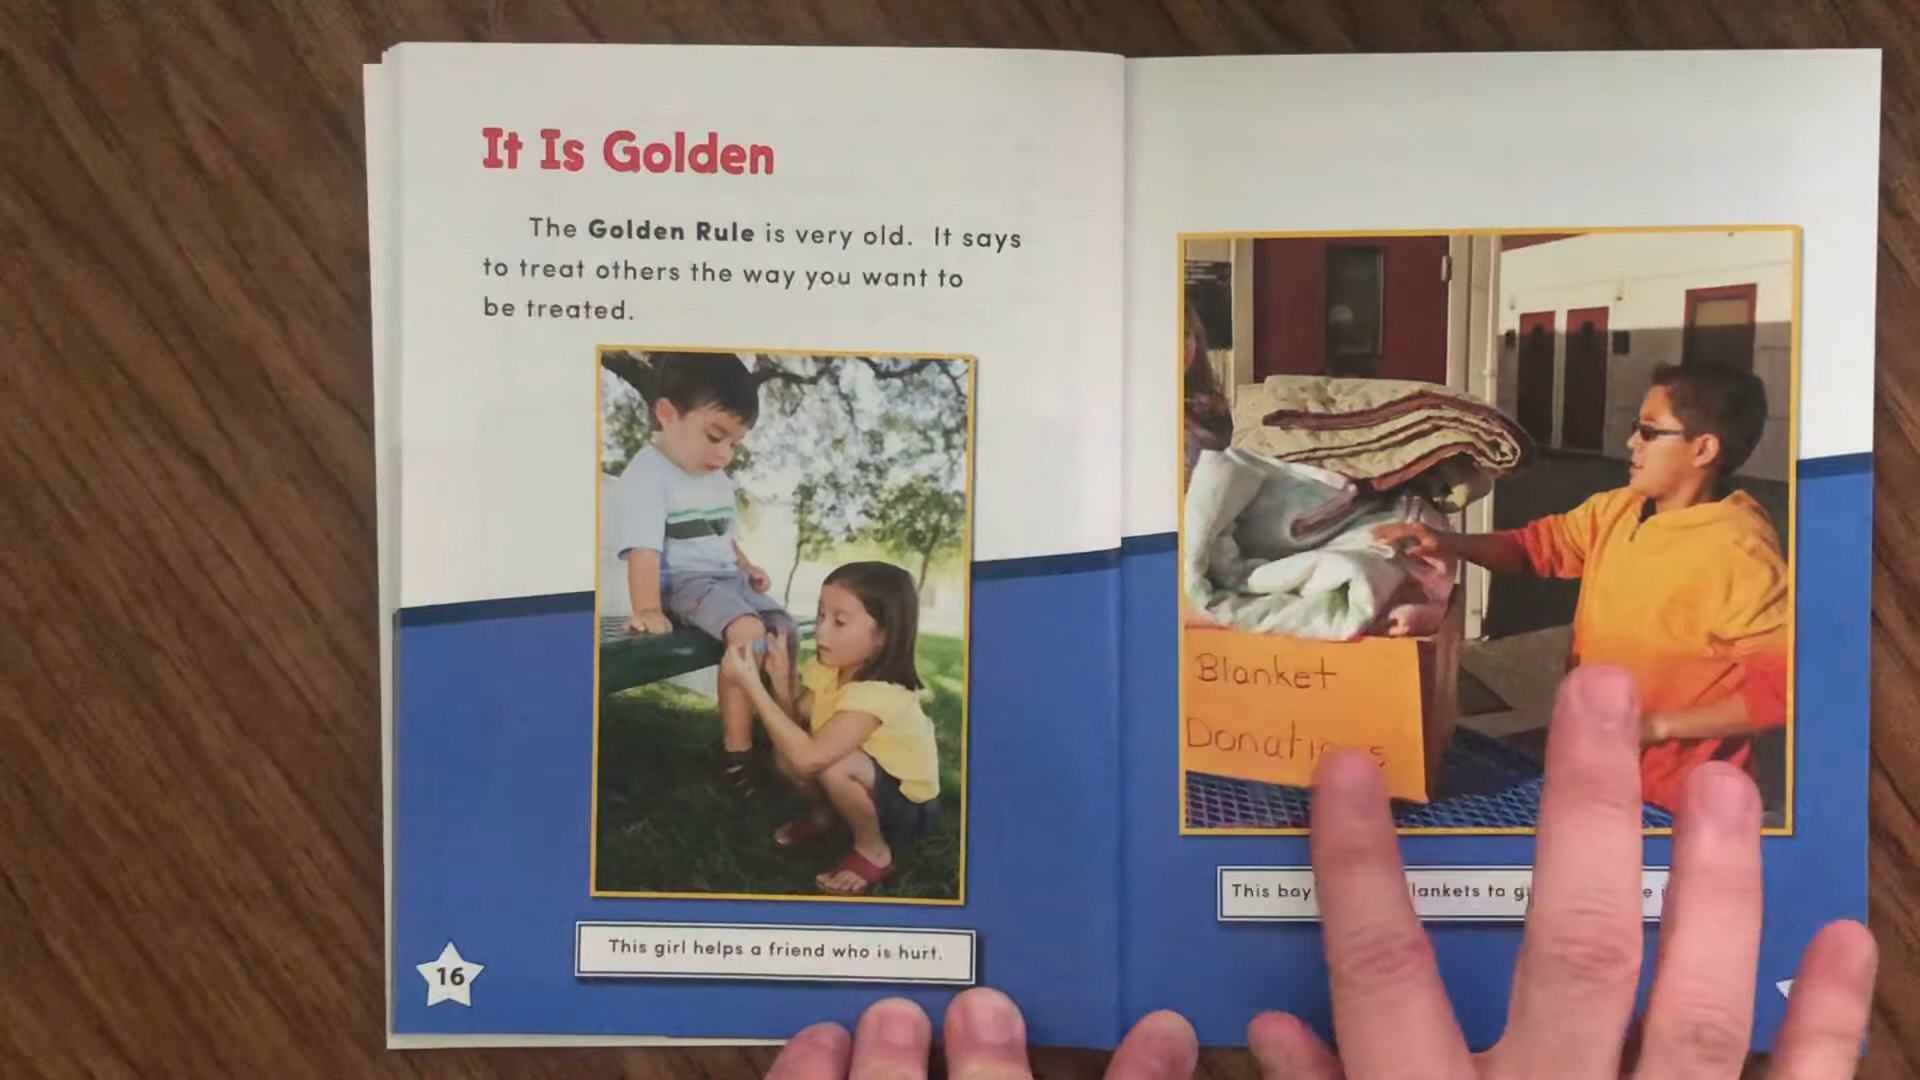 It Is Golden
The Golden Rule is very old. It says
to treat others the way you want to
be treated.
This girl helps a friend who is hurt.
16
Blanket
This boy to